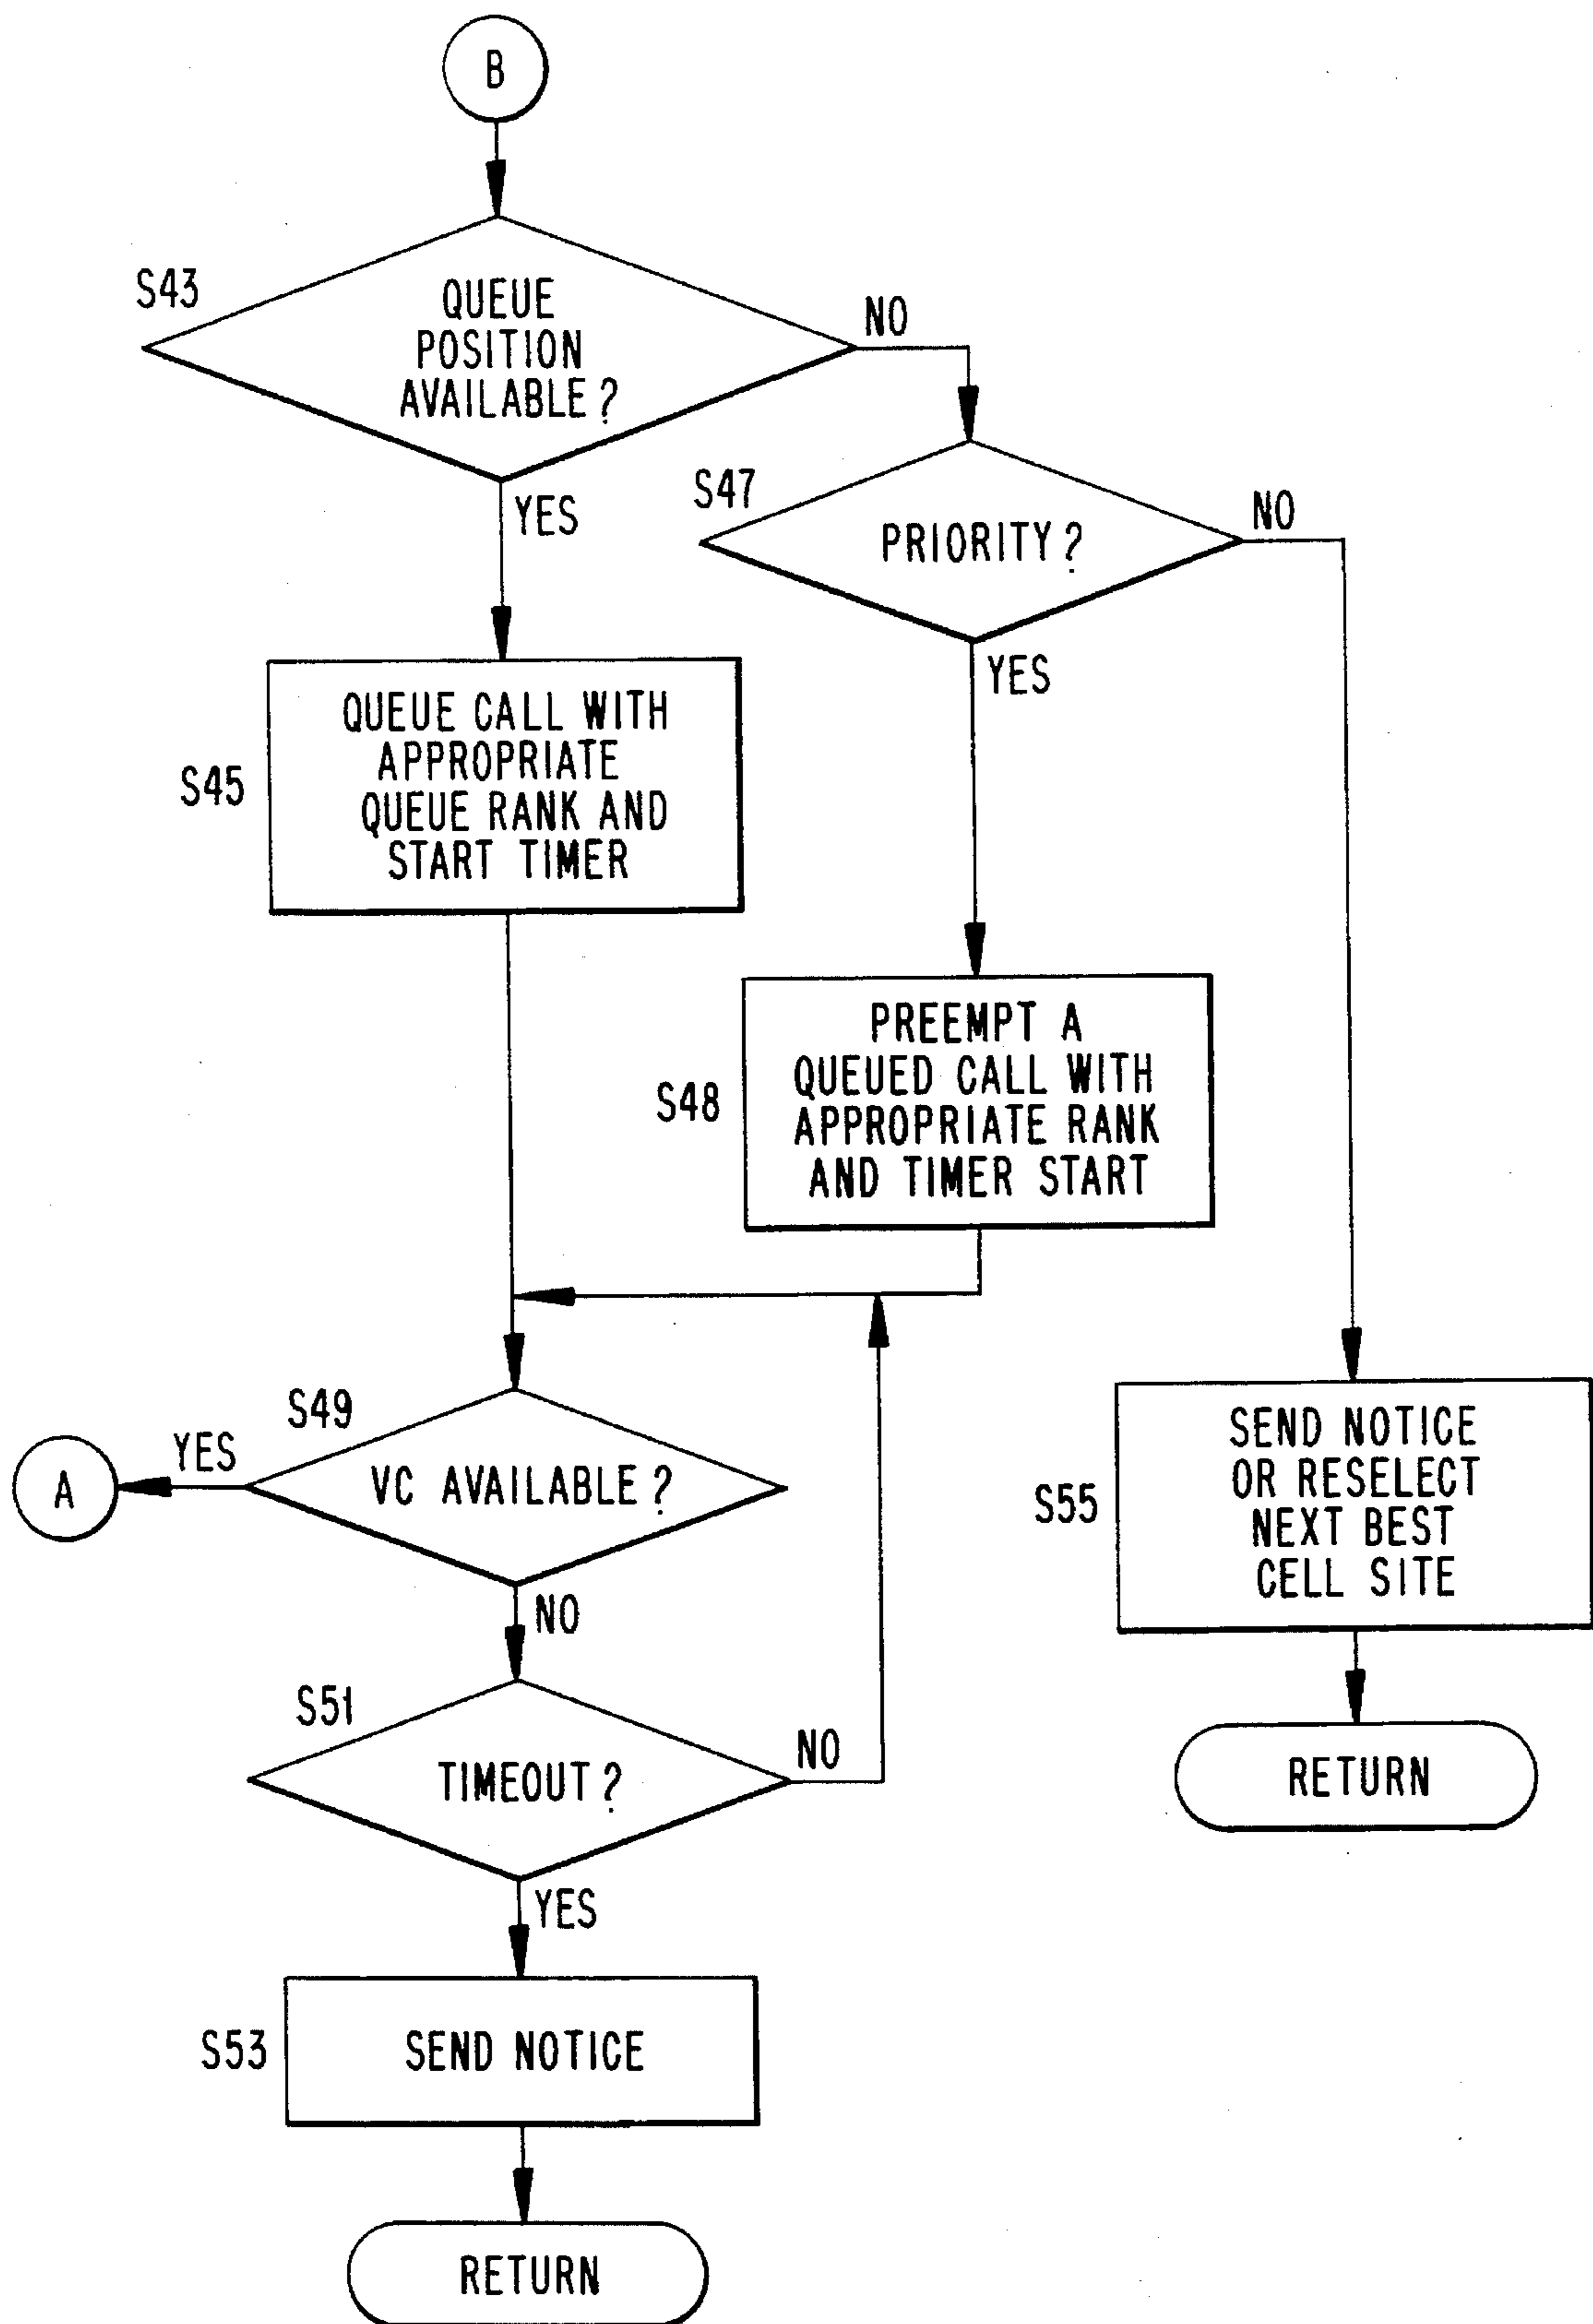 B
S43
QUEUE
POSITION
AVAILABLE?
NO
YES
S47
PRIORITY?
NO
YES
S45
QUEUE CALL WITH
APPROPRIATE
QUEUE RANK AND
START TIMER
S48
PREEMPT A
QUEUED CALL WITH
APPROPRIATE RANK
AND TIMER START
S49
VC AVAILABLE?
YES
A
NO
S55
SEND NOTICE
OR RESELECT
NEXT BEST
CELL SITE
RETURN
S51
TIMEOUT?
NO
YES
S53
SEND NOTICE
RETURN